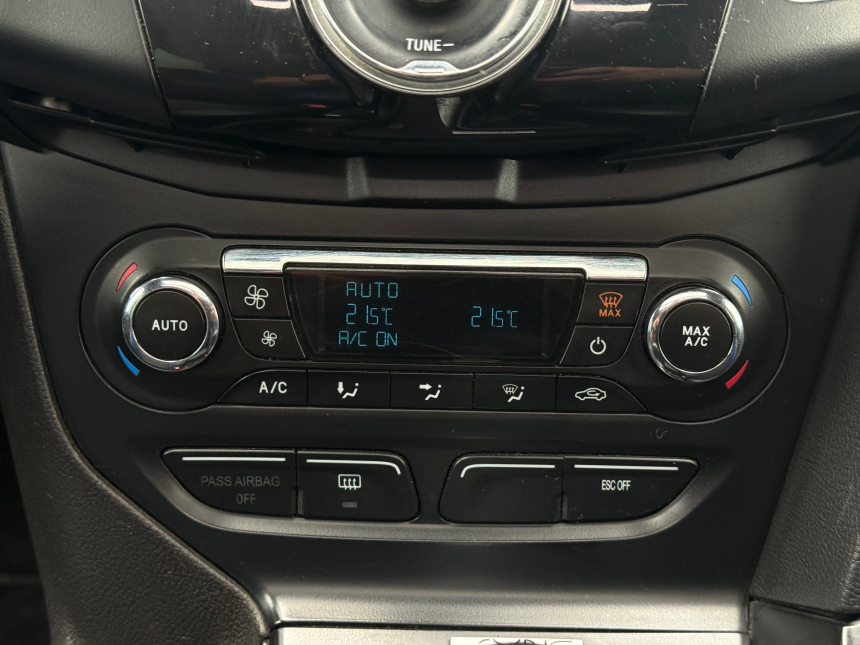 TUNE–
AUTO
AUTO
21.5°C
21.5°C
A/C ON
MAX
MAX
A/C
A/C
PASS AIRBAG
OFF
ESC OFF